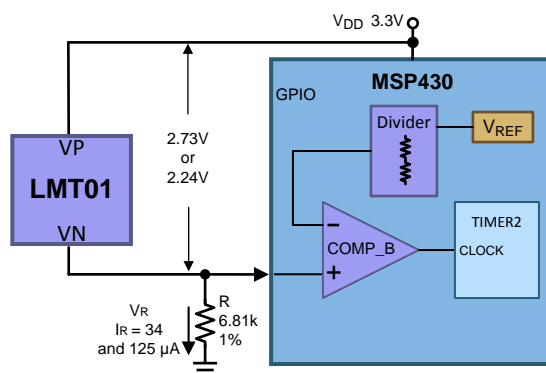 VDD 3.3V
MSP430
GPIO
Divider
VREF
2.73V
or
2.24V
VP
LMT01
VN
TIMER2
CLOCK
COMP_B
VR
IR = 34
and 125 µA
R
6.81k
1%